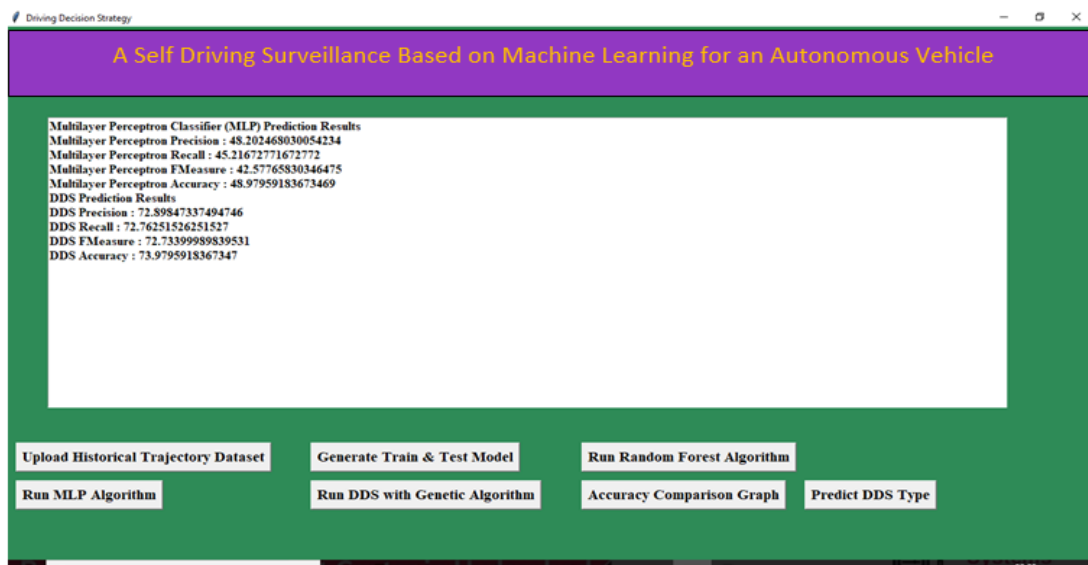 Driving Decision Strategy
A Self Driving Surveillance Based on Machine Learning for an Autonomous Vehicle
Multilayer Perceptron Classifier (MLP) Prediction Results
Multilayer Perceptron Precision : 48.202468030054234
Multilayer Perceptron Recall : 45.21672771672772
Multilayer Perceptron FMeasure : 42.57765830346475
Multilayer Perceptron Accuracy : 48.97959183673469
DDS Prediction Results
DDS Precision : 72.89847337494746
DDS Recall : 72.76251526251527
DDS FMeasure : 72.73399989839531
DDS Accuracy : 73.9795918367347
Upload Historical Trajectory Dataset
Generate Train & Test Model
Run Random Forest Algorithm
Run MLP Algorithm
Run DDS with Genetic Algorithm
Accuracy Comparison Graph
Predict DDS Type